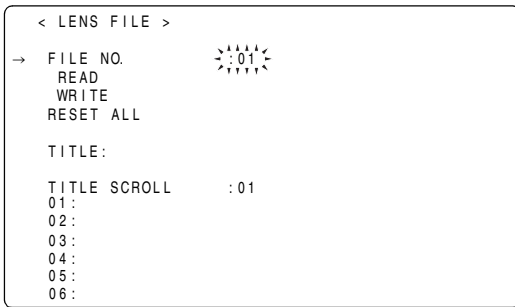 < LENS FILE >
→ FILE NO. :01
READ
WRITE
RESET ALL
TITLE:
TITLE SCROLL :01
01:
02:
03:
04:
05:
06: